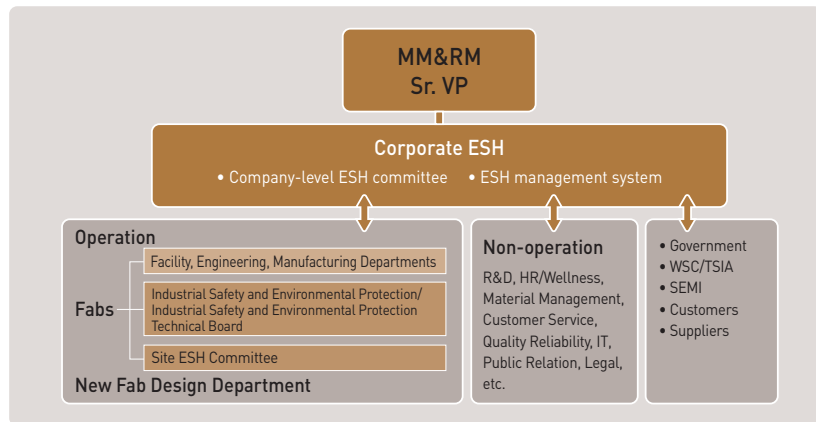 MM&RM
Sr. VP
Corporate ESH
• Company-level ESH committee • ESH management system
Operation
Facility, Engineering, Manufacturing Departments
Fabs
Industrial Safety and Environmental Protection/
Industrial Safety and Environmental Protection
Technical Board
Site ESH Committee
New Fab Design Department
Non-operation
R&D, HR/Wellness,
Material Management,
Customer Service,
Quality Reliability, IT,
Public Relation, Legal,
etc.
• Government
• WSC/TSIA
• SEMI
• Customers
• Suppliers